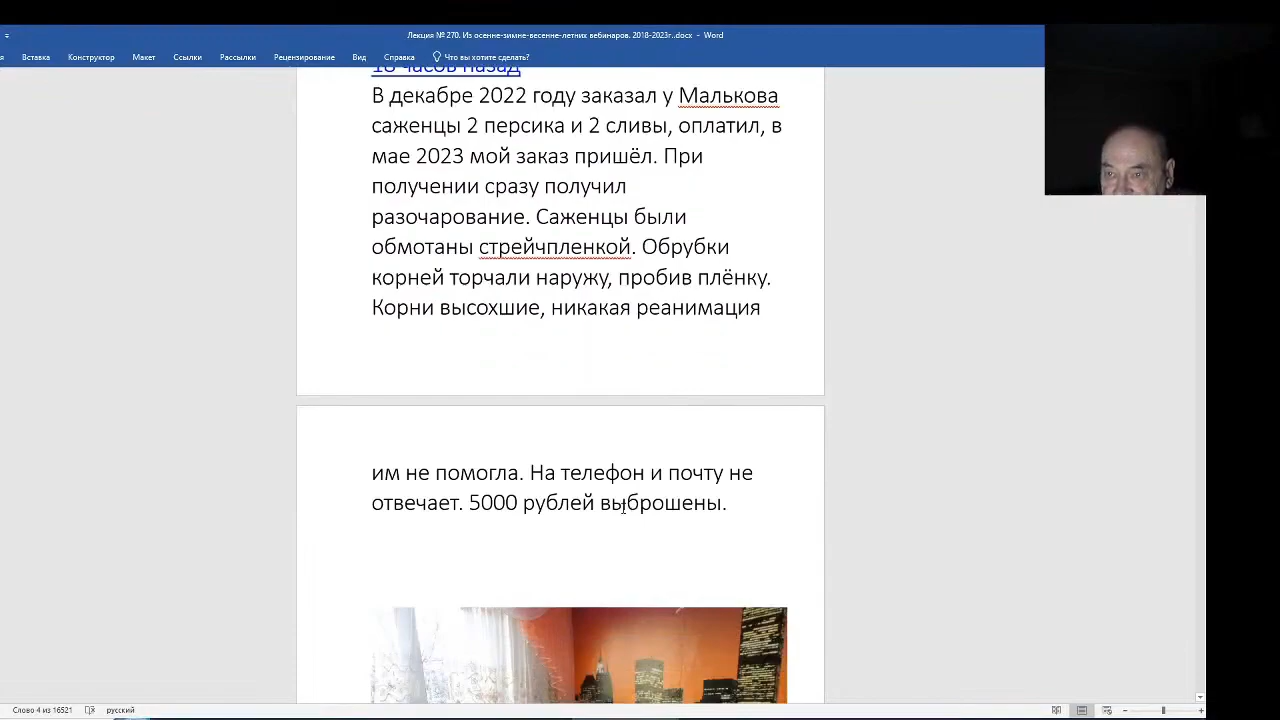 Лекция № 270. Из осенне-зимне-весенне-летних вебинаров. 2018-2023г..docx - Word
я Вставка Конструктор Макет Ссылки Рассылки Рецензирование Вид Справка Что вы хотите сделать?
18 часов назад
В декабре 2022 году заказал у Малькова
саженцы 2 персика и 2 сливы, оплатил, в
мае 2023 мой заказ пришёл. При
получении сразу получил
разочарование. Саженцы были
обмотаны стрейчпленкой. Обрубки
корней торчали наружу, пробив плёнку.
Корни высохшие, никакая реанимация
им не помогла. На телефон и почту не
отвечает. 5000 рублей выброшены.
Слово 4 из 16521 русский